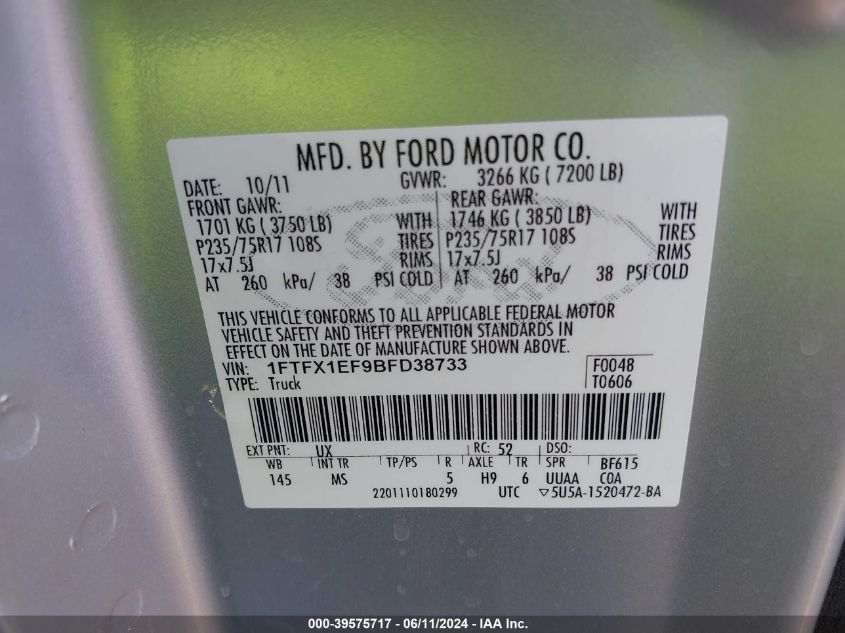 MFD. BY FORD MOTOR CO.
DATE: 10/11 GVWR: 3266 KG ( 7200 LB)
FRONT GAWR: REAR GAWR:
1701 KG ( 3750 LB) WITH 1746 KG ( 3850 LB) WITH
P235/75R17 108S TIRES P235/75R17 108S TIRES
17x7.5J RIMS 17x7.5J RIMS
AT 260 kPa/ 38 PSI COLD AT 260 kPa/ 38 PSI COLD
THIS VEHICLE CONFORMS TO ALL APPLICABLE FEDERAL MOTOR
VEHICLE SAFETY AND THEFT PREVENTION STANDARDS IN
EFFECT ON THE DATE OF MANUFACTURE SHOWN ABOVE.
VIN: 1FTFX1EF9BFD38733 F0048
TYPE: Truck T0606
EXT PNT: UX RC: 52 DSO:
WB INT TR TP/PS R AXLE TR SPR BF615
145 MS 5 H9 6 UUAA COA
2201110180299 UTC ▽5U5A-1520472-BA
000-39575717 - 06/11/2024 - IAA Inc.